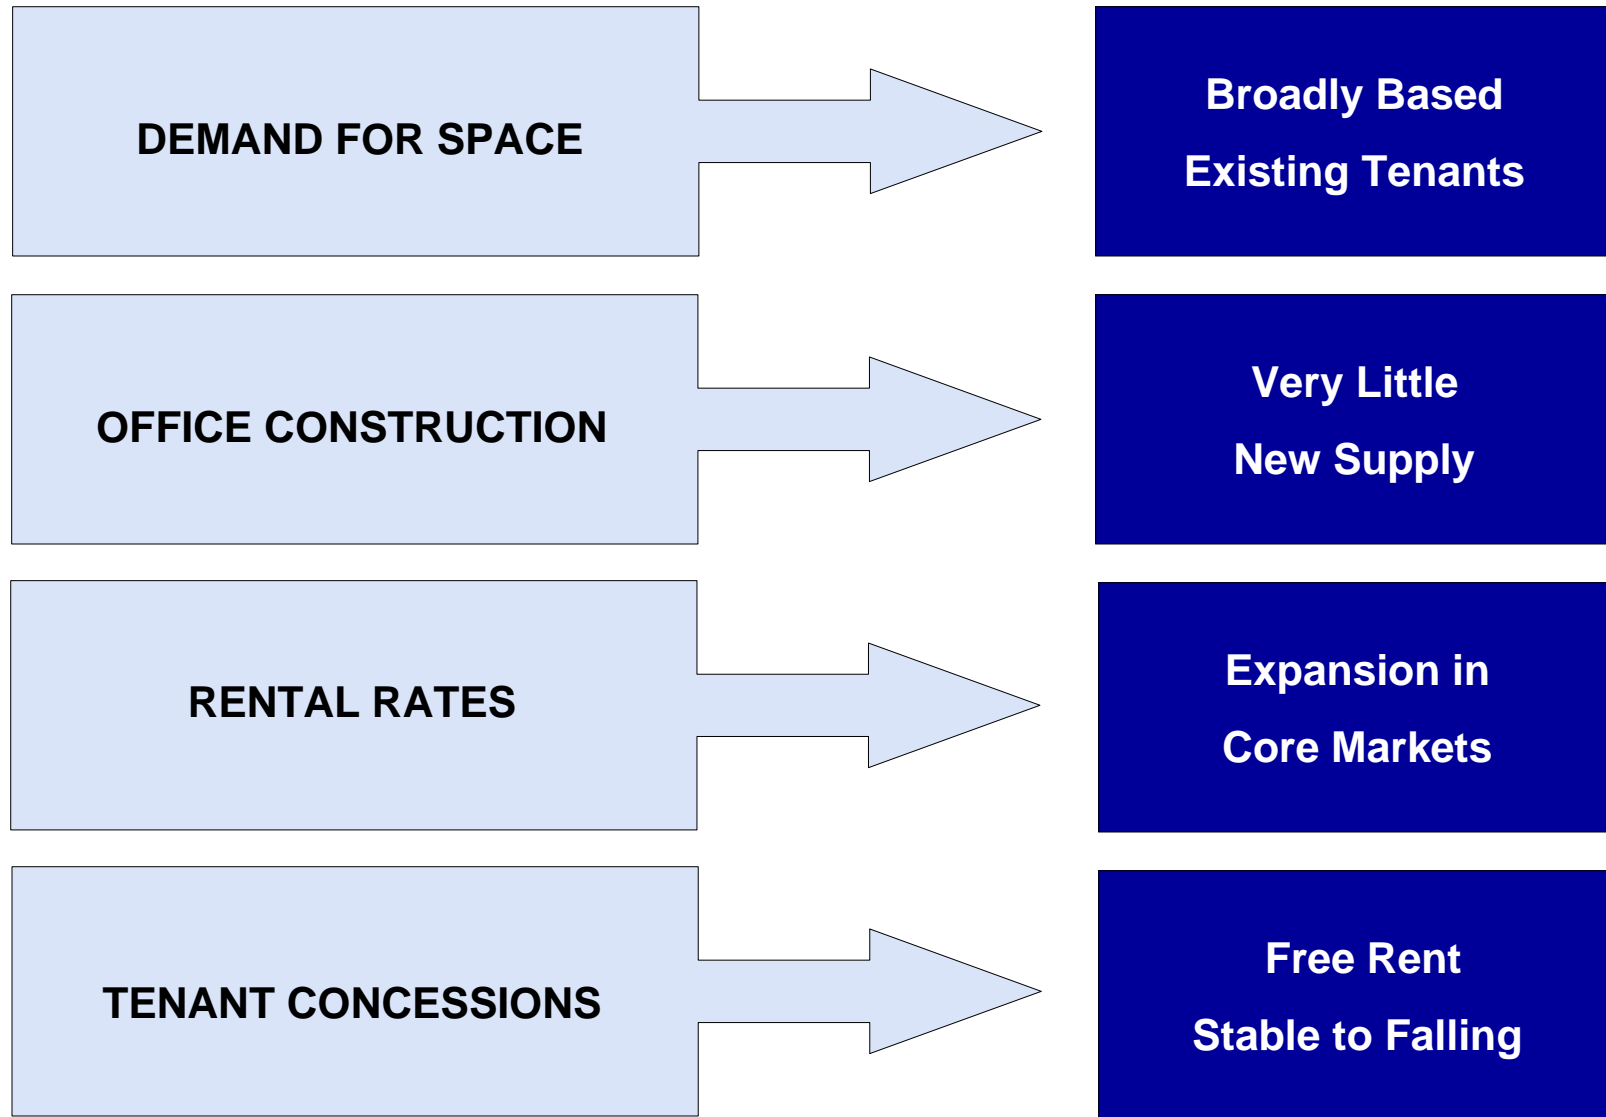 DEMAND FOR SPACE
Broadly Based
Existing Tenants
OFFICE CONSTRUCTION
Very Little
New Supply
RENTAL RATES
Expansion in
Core Markets
TENANT CONCESSIONS
Free Rent
Stable to Falling